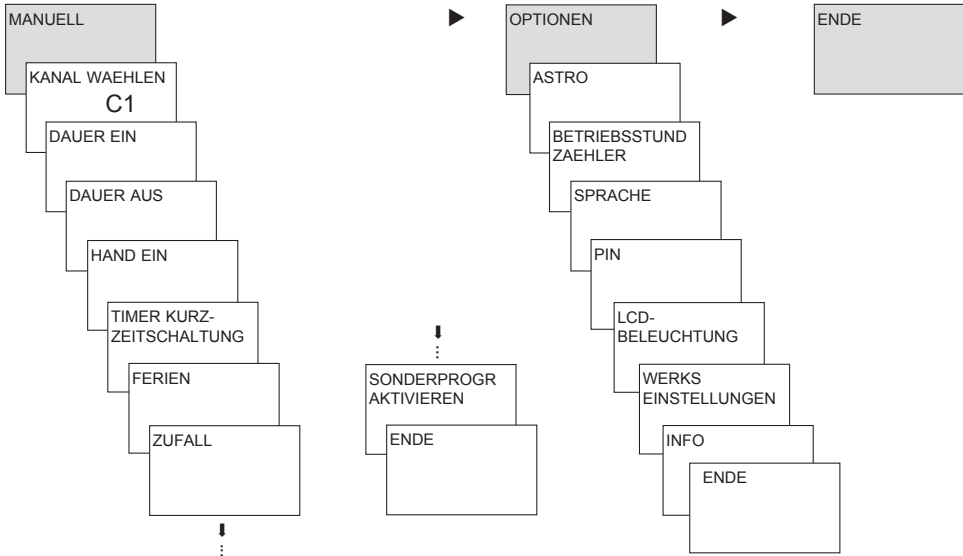 MANUELL
KANAL WAEHLEN
C1
DAUER EIN
DAUER AUS
HAND EIN
TIMER KURZ-
ZEITSCHALTUNG
FERIEN
ZUFALL
SONDERPROGR
AKTIVIEREN
ENDE
OPTIONEN
ASTRO
BETRIEBSSTUND
ZAEHLER
SPRACHE
PIN
LCD-
BELEUCHTUNG
WERKS
EINSTELLUNGEN
INFO
ENDE
ENDE